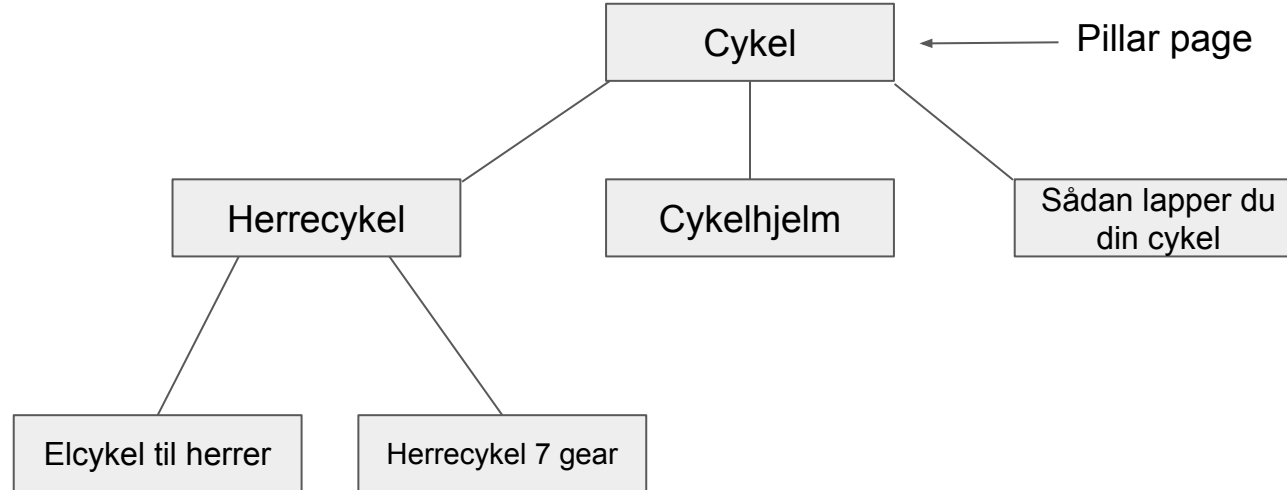 Cykel
Pillar page
Herrecykel
Cykelhjelm
Sådan lapper du
din cykel
Elcykel til herrer
Herrecykel 7 gear